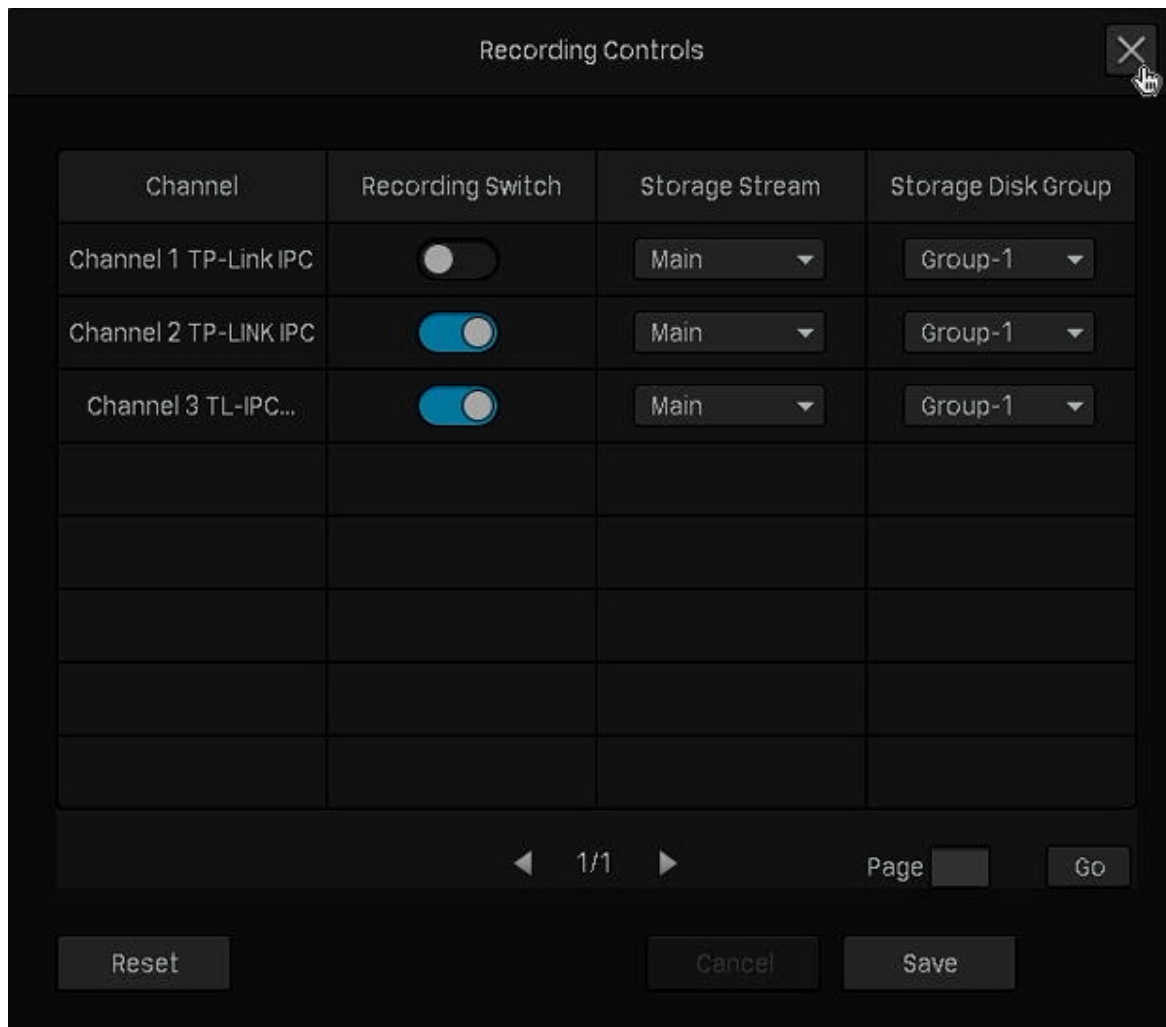 Recording Controls
Channel Recording Switch Storage Stream Storage Disk Group
Channel 1 TP-Link IPC Main Group-1
Channel 2 TP-LINK IPC Main Group-1
Channel 3 TL-IPC... Main Group-1
1/1 Page Go
Reset Cancel Save